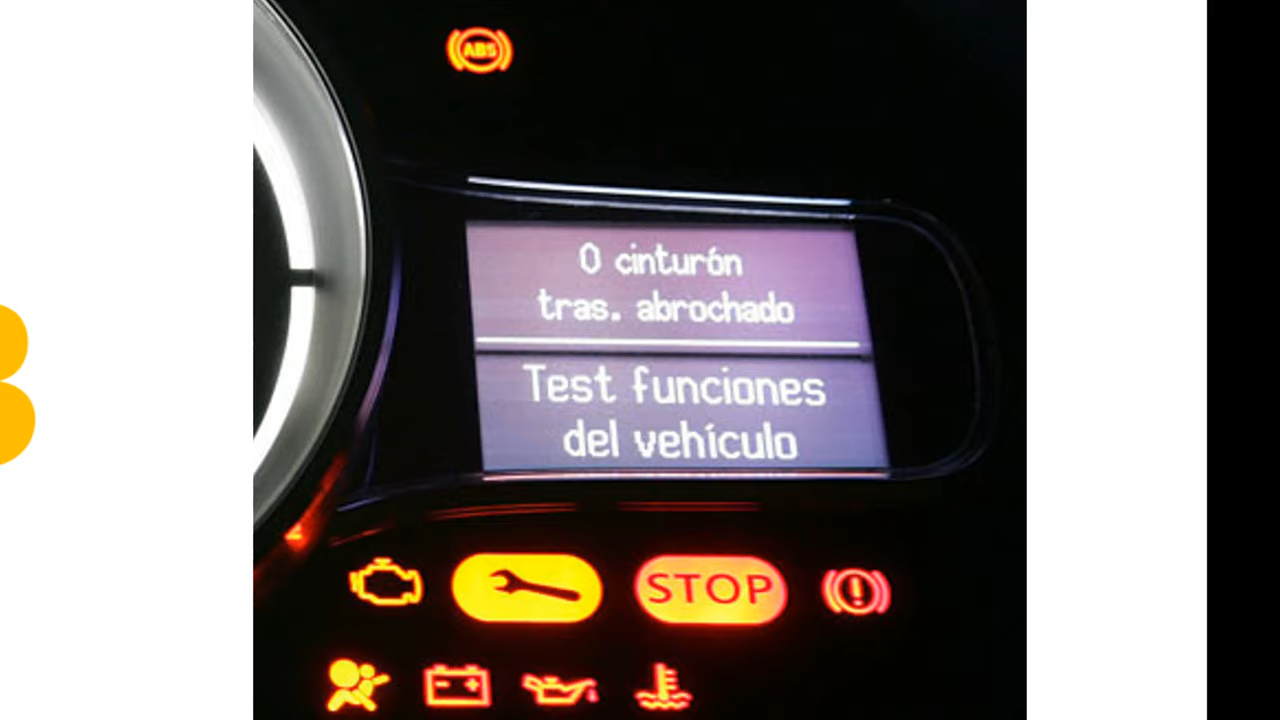 ABS
0 cinturón
tras. abrochado
Test funciones
del vehículo
STOP